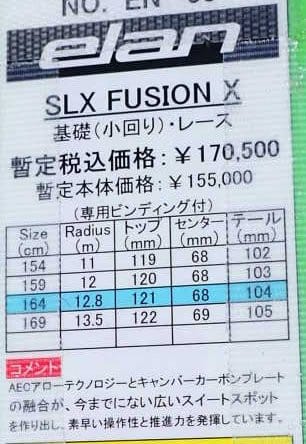 NO. EN
elan
SLX FUSION X
基礎(小回り)・レース
暫定税込価格:￥170,500
暫定本体価格:￥155,000
(専用ビンディング付)
Size (cm) Radius (m) トップ (mm) センター (mm) テール (mm)
154 11 119 68 102
159 12 120 68 103
164 12.8 121 68 104
169 13.5 122 69 105
コメント
AECアローテクノロジーとキャンバーカーボンプレート
の融合が、今までにない広いスイートスポット
を作り出し、素早い操作性と推進力を発揮しています。